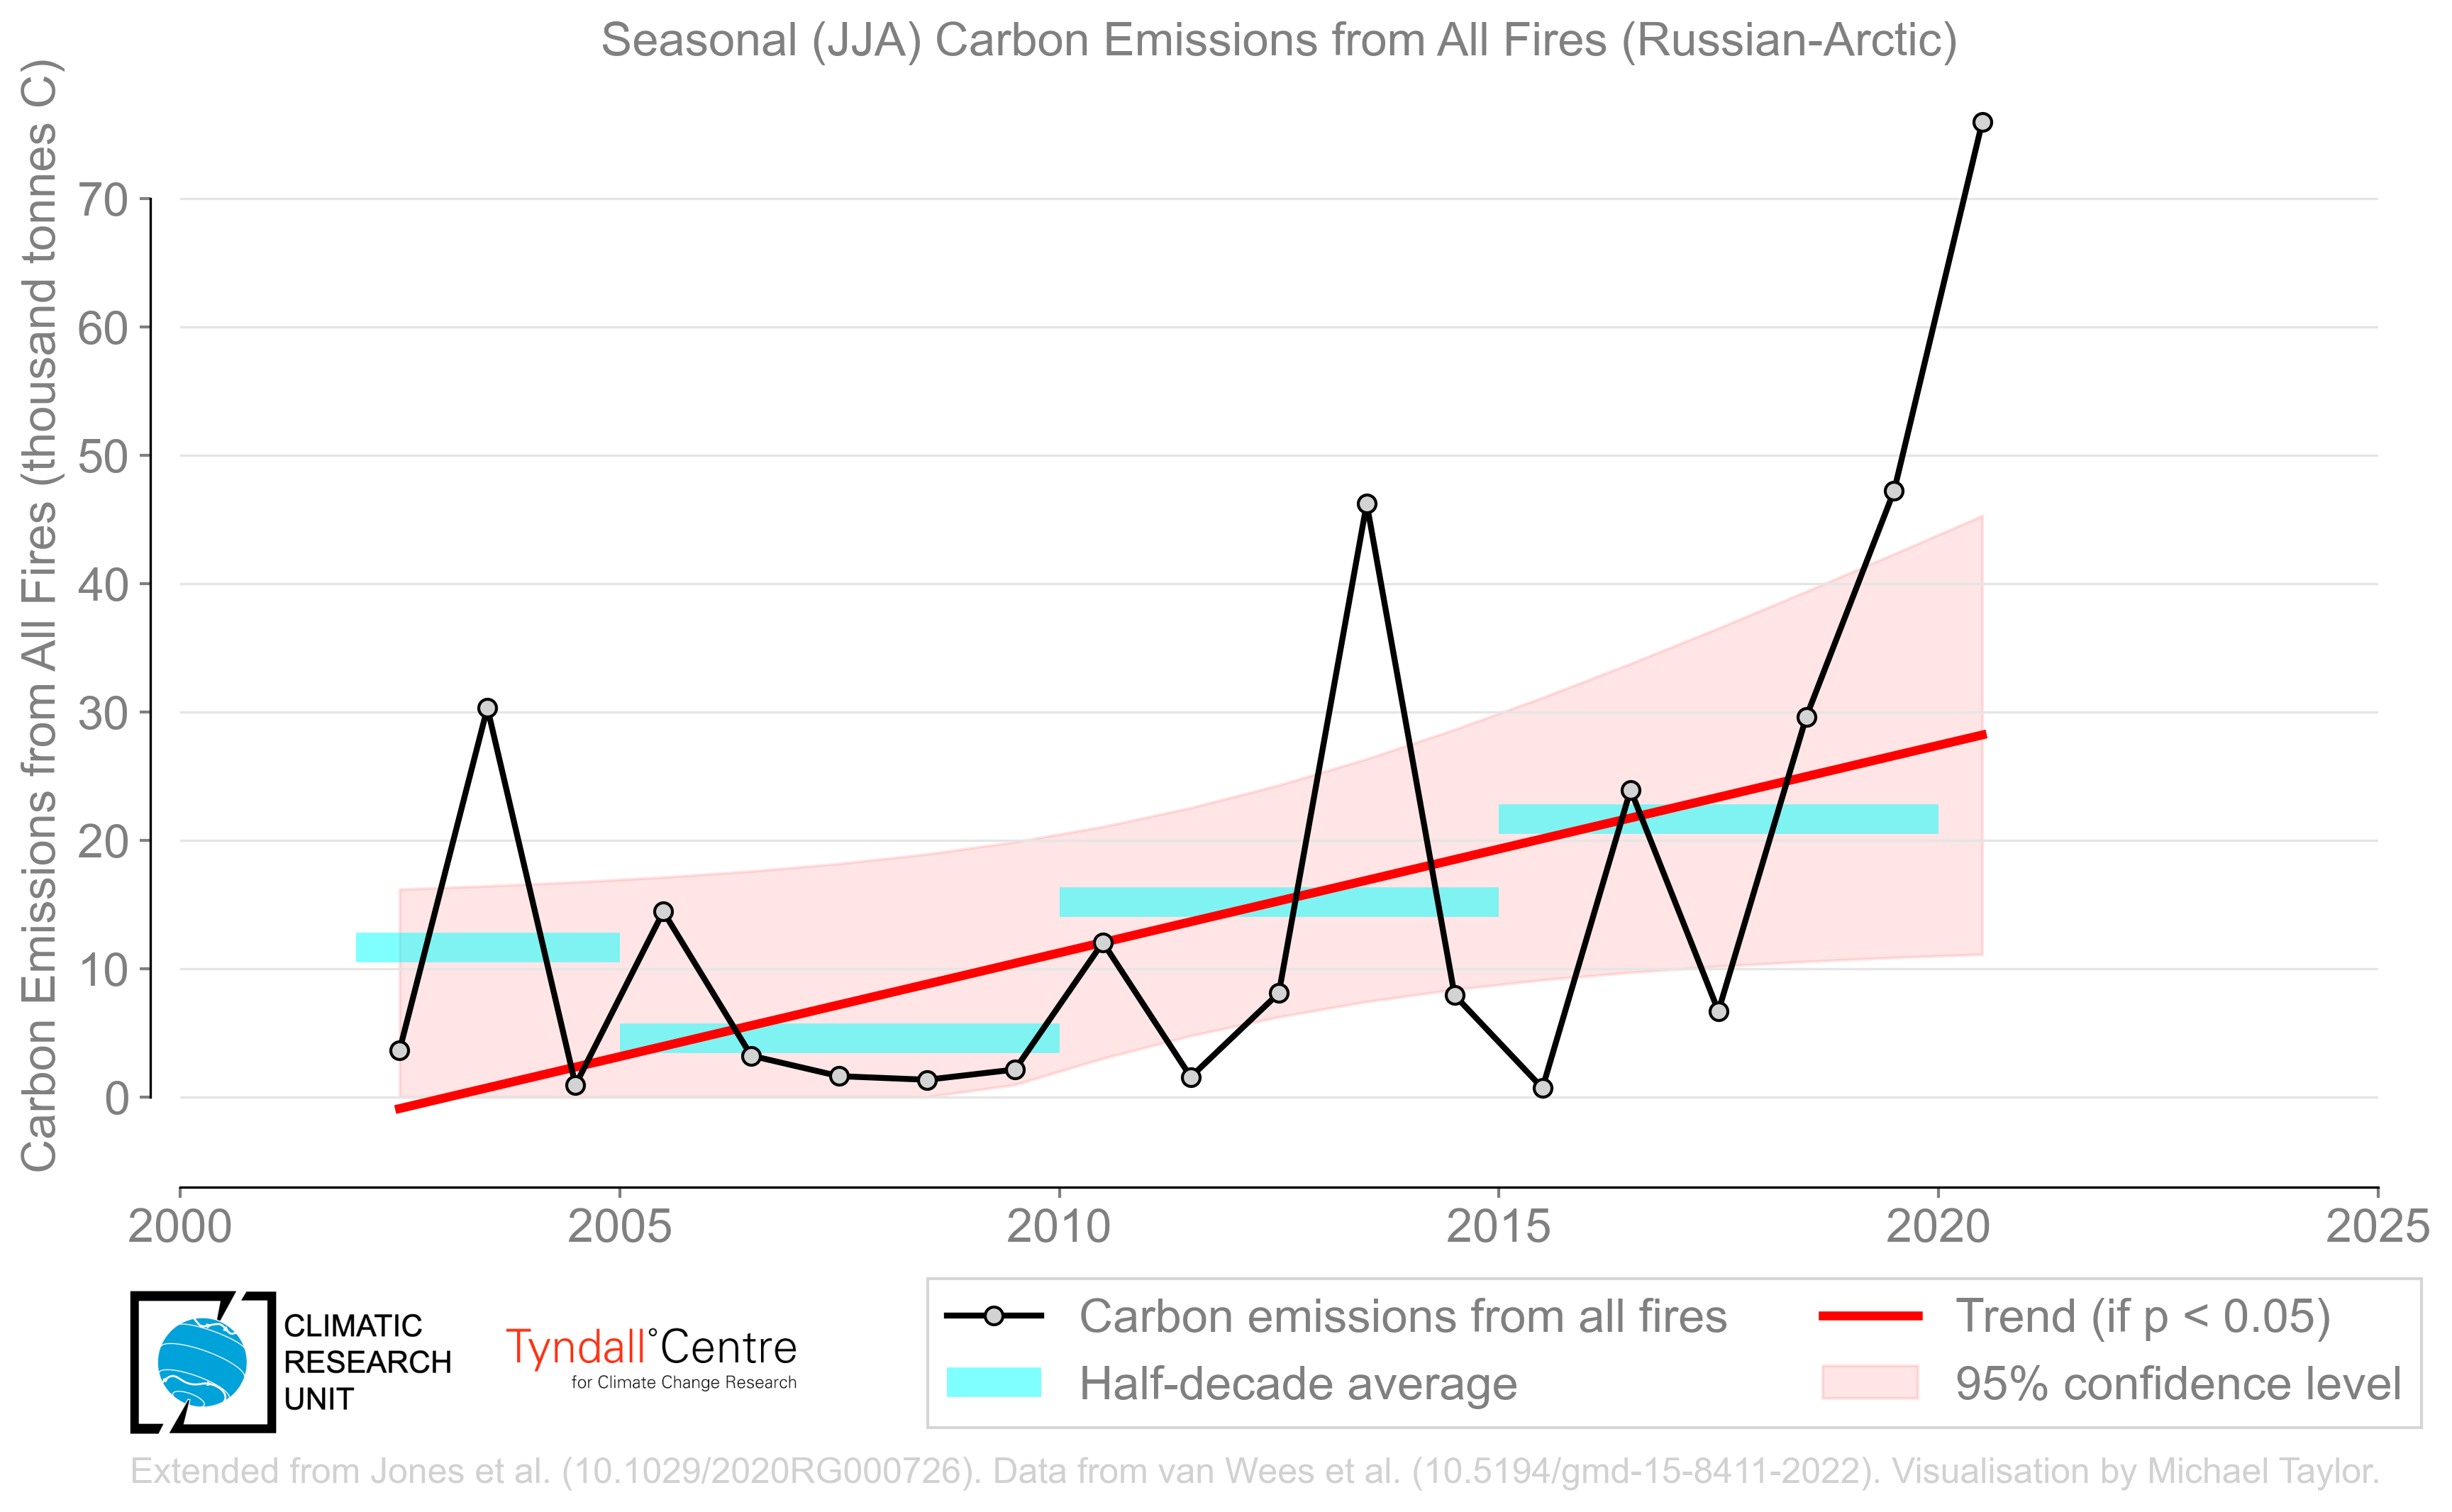 Seasonal (JJA) Carbon Emissions from All Fires (Russian-Arctic)
Carbon Emissions from All Fires (thousand tonnes C)
70
60
50
40
30
20
10
0
2000 2005 2010 2015 2020 2025
CLIMATIC
RESEARCH
UNIT
Tyndall°Centre
for Climate Change Research
Carbon emissions from all fires
Half-decade average
Trend (if p < 0.05)
95% confidence level
Extended from Jones et al. (10.1029/2020RG000726). Data from van Wees et al. (10.5194/gmd-15-8411-2022). Visualisation by Michael Taylor.